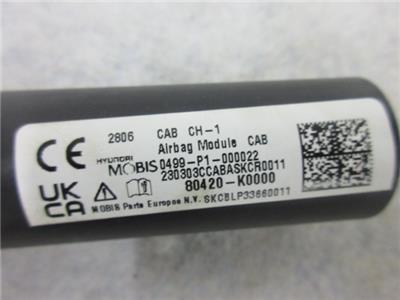 2806 CAB CH-1
Airbag Module CAB
CE
HYUNDAI
MOBIS 0499-P1-000022
230303CCABASKCR0011
UK
CA
80420-K0000
MOBIS Parts Europe N.V.
SKCBLP33660011